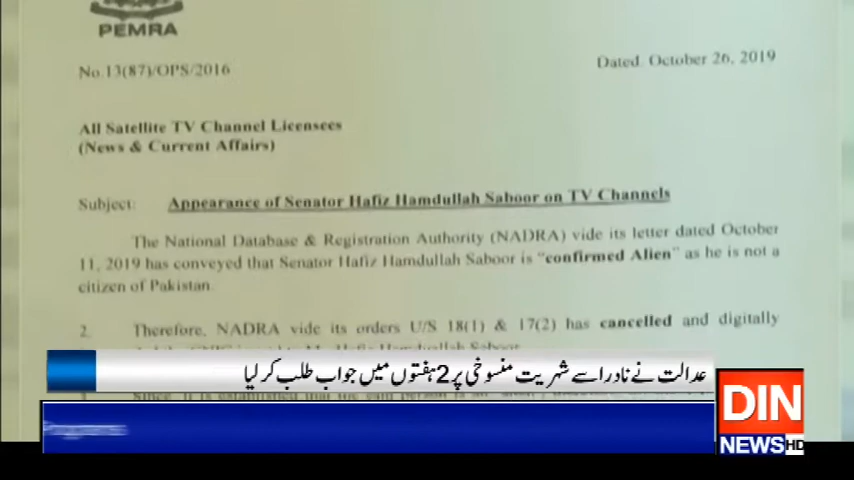 PEMRA
No.13(87)/OPS/2016
Dated. October 26, 2019
All Satellite TV Channel Licensees
(News & Current Affairs)
Subject: Appearance of Senator Hafiz Hamdullah Saboor on TV Channels
The National Database & Registration Authority (NADRA) vide its letter dated October
11, 2019 has conveyed that Senator Hafiz Hamdullah Saboor is "confirmed Alien" as he is not a
citizen of Pakistan.
2. Therefore, NADRA vide its orders U/S 18(1) & 17(2) has cancelled and digitally
عدالت نے نادرا سے شہریت منسوخی پر 2 ہفتوں میں جواب طلب کر لیا
DIN
NEWS HD